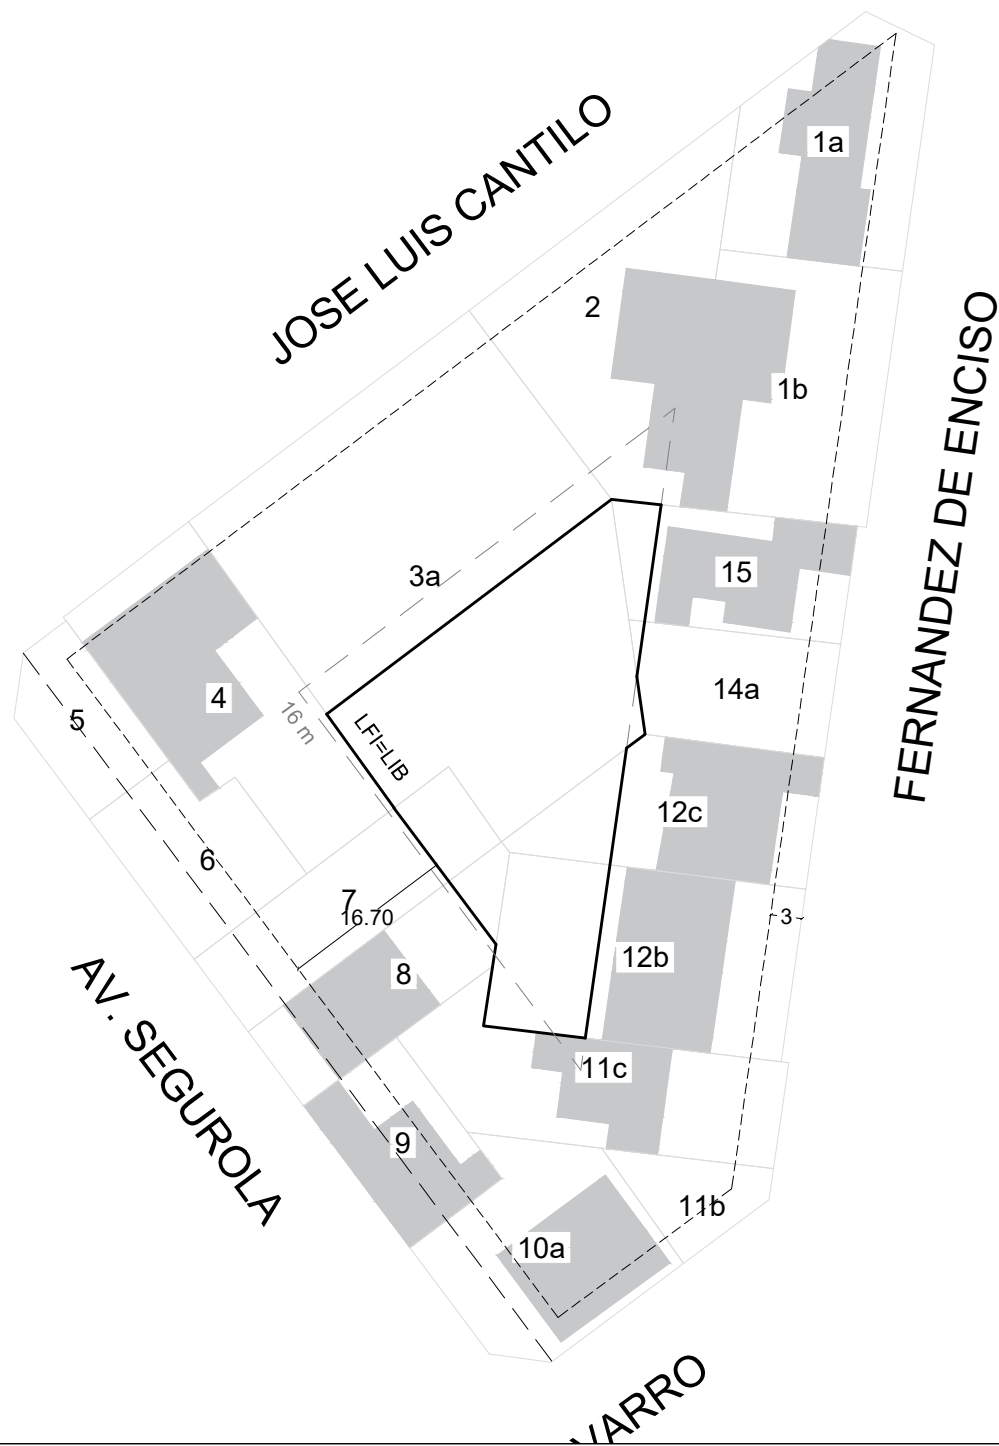 JOSE LUIS CANTILO
1a
2
1b
FERNANDEZ DE ENCISO
3a
15
4
14a
16 m
LFI=LIB
5
12c
6
7
16.70
3
8
12b
AV. SEGUROLA
11c
9
11b
10a
VARRO